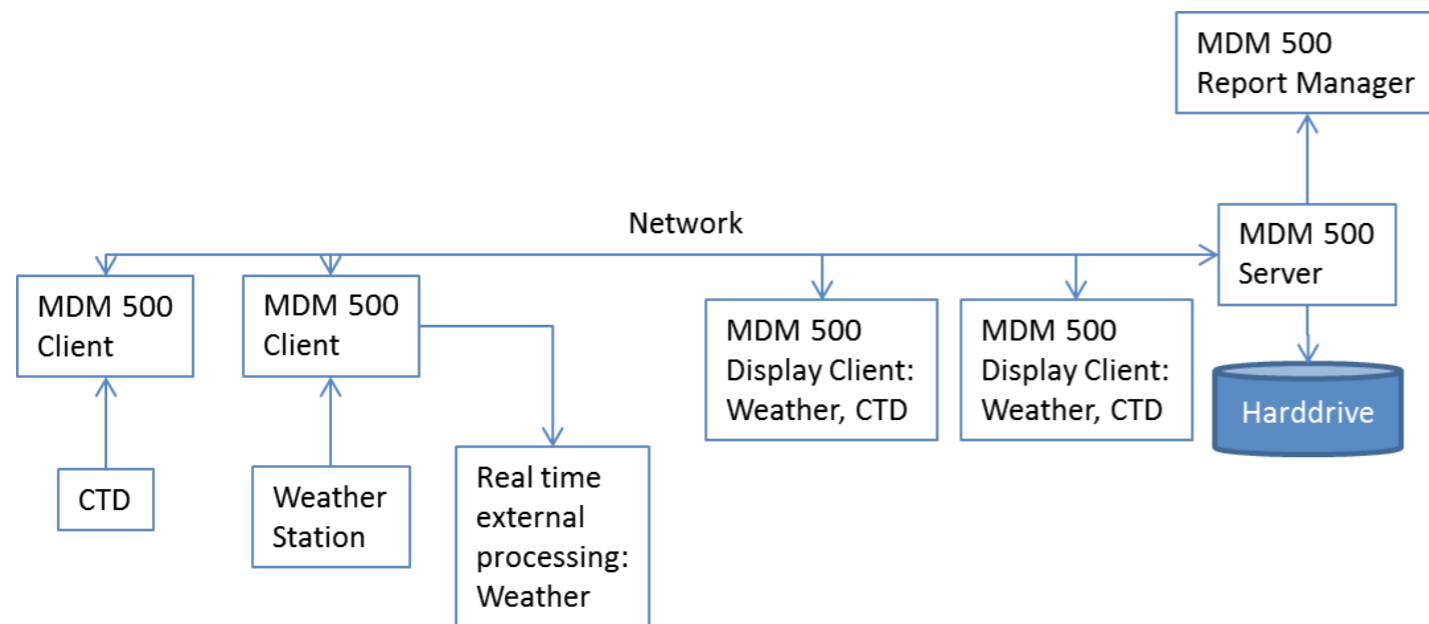 MDM 500
Report Manager
Network
MDM 500
Server
MDM 500
Client
MDM 500
Client
MDM 500
Display Client:
Weather, CTD
MDM 500
Display Client:
Weather, CTD
Harddrive
CTD
Weather
Station
Real time
external
processing:
Weather